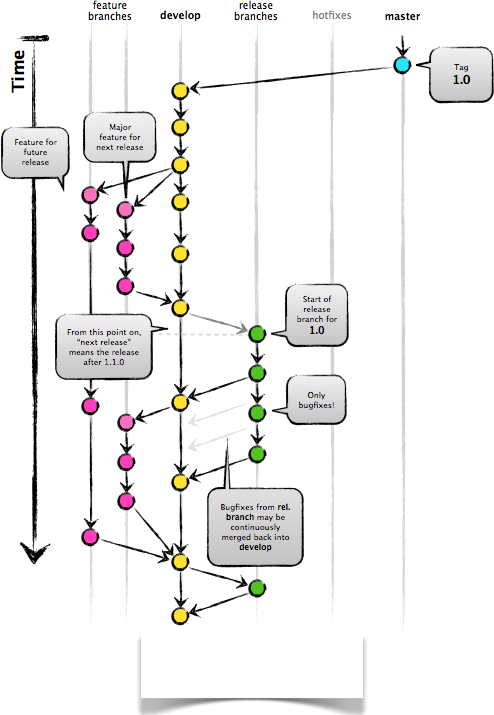 feature
branches
develop
release
branches
hotfixes
master
Time
Tag
1.0
Major
feature for
next release
Feature for
future
release
Start of
release
branch for
1.0
From this point on,
“next release”
means the release
after 1.1.0
Only
bugfixes!
Bugfixes from rel.
branch may be
continuously
merged back into
develop